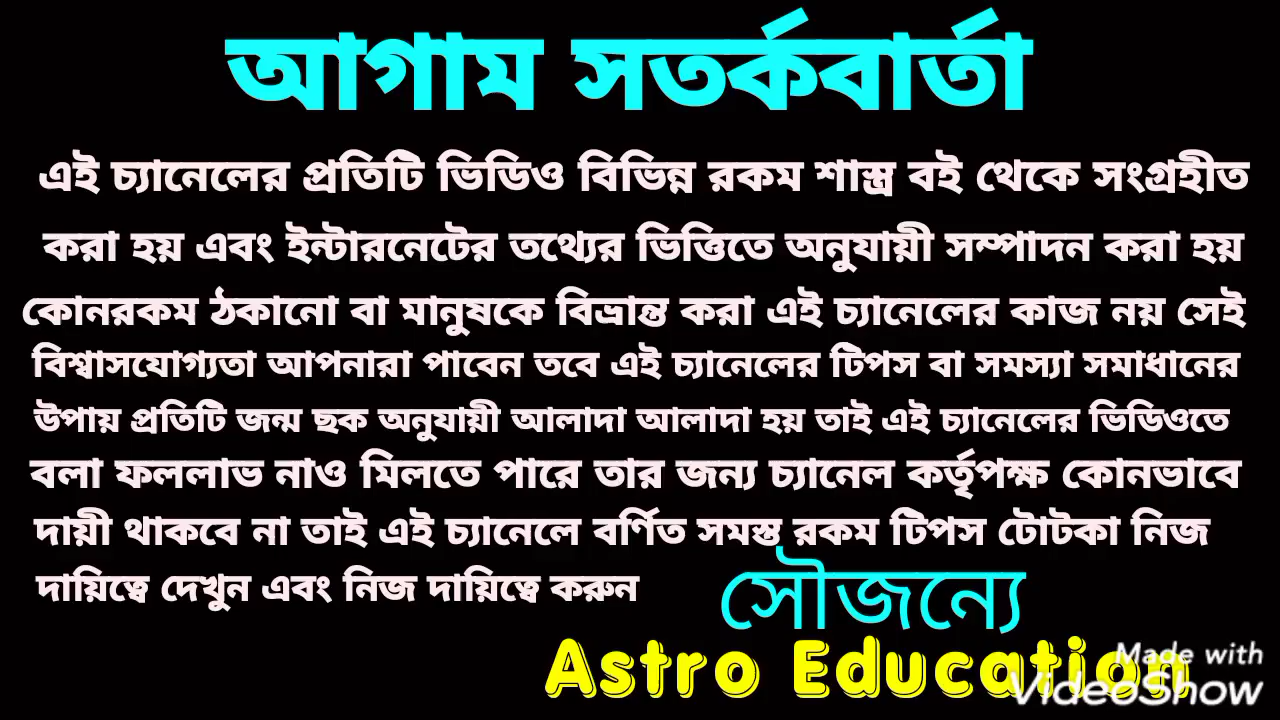 আগাম সতর্কবার্তা
এই চ্যানেলের প্রতিটি ভিডিও বিভিন্ন রকম শাস্ত্র বই থেকে সংগ্রহীত
করা হয় এবং ইন্টারনেটের তথ্যের ভিত্তিতে অনুযায়ী সম্পাদন করা হয়
কোনরকম ঠকানো বা মানুষকে বিভ্রান্ত করা এই চ্যানেলের কাজ নয় সেই
বিশ্বাসযোগ্যতা আপনারা পাবেন তবে এই চ্যানেলের টিপস বা সমস্যা সমাধানের
উপায় প্রতিটি জন্ম ছক অনুযায়ী আলাদা আলাদা হয় তাই এই চ্যানেলের ভিডিওতে
বলা ফললাভ নাও মিলতে পারে তার জন্য চ্যানেল কর্তৃপক্ষ কোনভাবে
দায়ী থাকবে না তাই এই চ্যানেলে বর্ণিত সমস্ত রকম টিপস টোটকা নিজ
দায়িত্বে দেখুন এবং নিজ দায়িত্বে করুন
সৌজন্যে
Astro Education
Made with
VideoShow